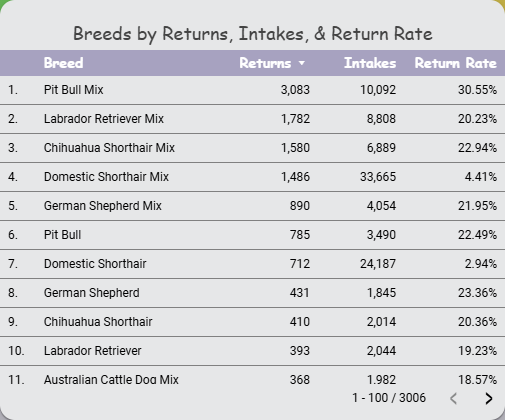 Breeds by Returns, Intakes, & Return Rate
Breed Returns Intakes Return Rate
1. Pit Bull Mix 3,083 10,092 30.55%
2. Labrador Retriever Mix 1,782 8,808 20.23%
3. Chihuahua Shorthair Mix 1,580 6,889 22.94%
4. Domestic Shorthair Mix 1,486 33,665 4.41%
5. German Shepherd Mix 890 4,054 21.95%
6. Pit Bull 785 3,490 22.49%
7. Domestic Shorthair 712 24,187 2.94%
8. German Shepherd 431 1,845 23.36%
9. Chihuahua Shorthair 410 2,014 20.36%
10. Labrador Retriever 393 2,044 19.23%
11. Australian Cattle Dog Mix 368 1,982 18.57%
1 - 100 / 3006